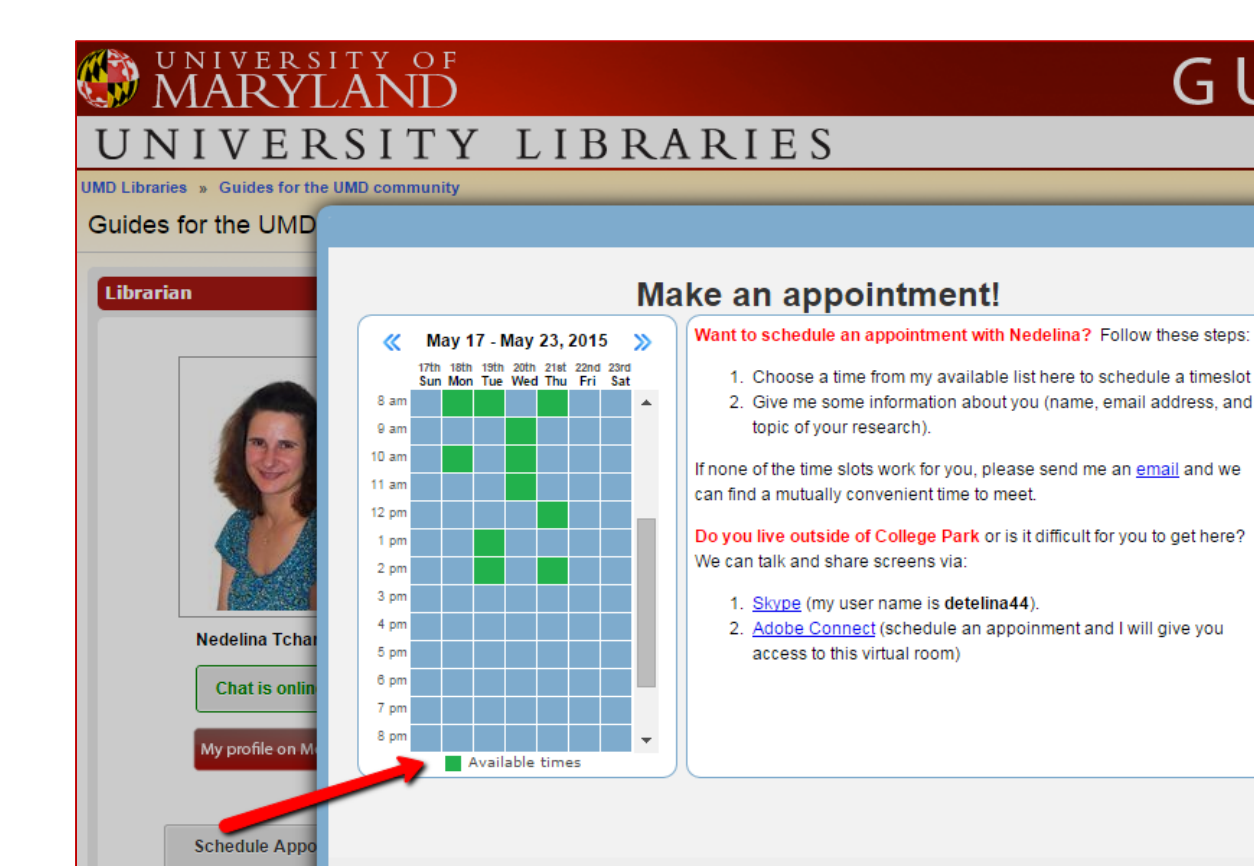 UNIVERSITY OF
MARYLAND
GU
UNIVERSITY LIBRARIES
UMD Libraries » Guides for the UMD community
Guides for the UMD
Librarian
Make an appointment!
« May 17 - May 23, 2015 »
17th 18th 19th 20th 21st 22nd 23rd
Sun Mon Tue Wed Thu Fri Sat
8 am
9 am
10 am
11 am
12 pm
1 pm
2 pm
3 pm
4 pm
5 pm
6 pm
7 pm
8 pm
Available times
Want to schedule an appointment with Nedelina? Follow these steps:
1. Choose a time from my available list here to schedule a timeslot
2. Give me some information about you (name, email address, and
topic of your research).
If none of the time slots work for you, please send me an email and we
can find a mutually convenient time to meet.
Do you live outside of College Park or is it difficult for you to get here?
We can talk and share screens via:
1. Skype (my user name is detelina44).
2. Adobe Connect (schedule an appoinment and I will give you
access to this virtual room)
Nedelina Tchan
Chat is onlin
My profile on M
Schedule Appo